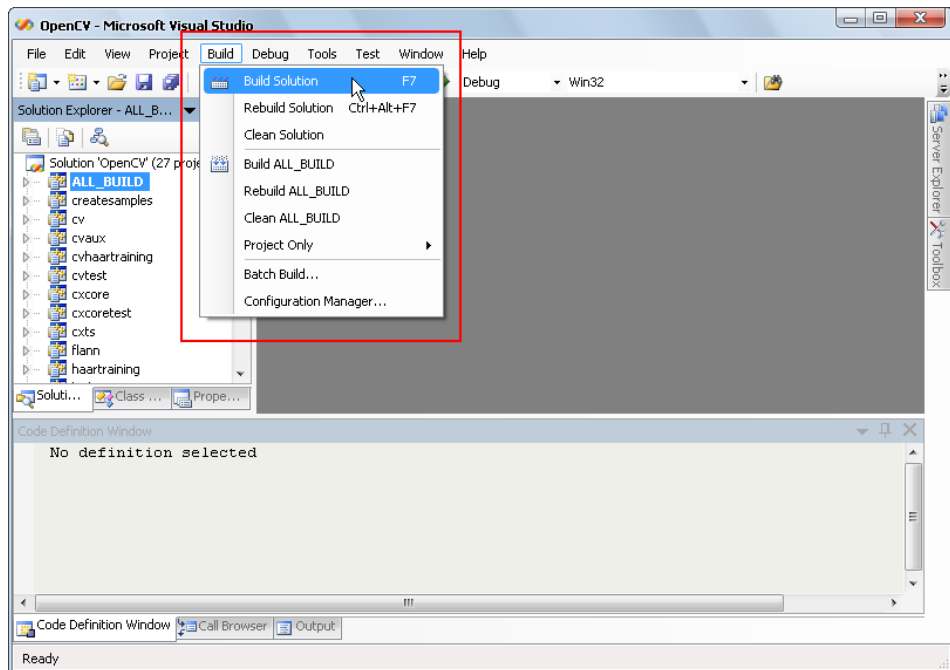 OpenCV - Microsoft Visual Studio
File Edit View Project Build Debug Tools Test Window Help
Debug Win32
Build Solution F7
Rebuild Solution Ctrl+Alt+F7
Clean Solution
Build ALL_BUILD
Rebuild ALL_BUILD
Clean ALL_BUILD
Project Only
Batch Build...
Configuration Manager...
Solution Explorer - ALL_B...
Solution 'OpenCV' (27 proje
ALL_BUILD
createsamples
cv
cvaux
cvhaartraining
cvtest
cxcore
cxcoretest
cxts
flann
haartraining
Soluti... Class ... Prope...
Server Explorer
Toolbox
Code Definition Window
No definition selected
Code Definition Window Call Browser Output
Ready